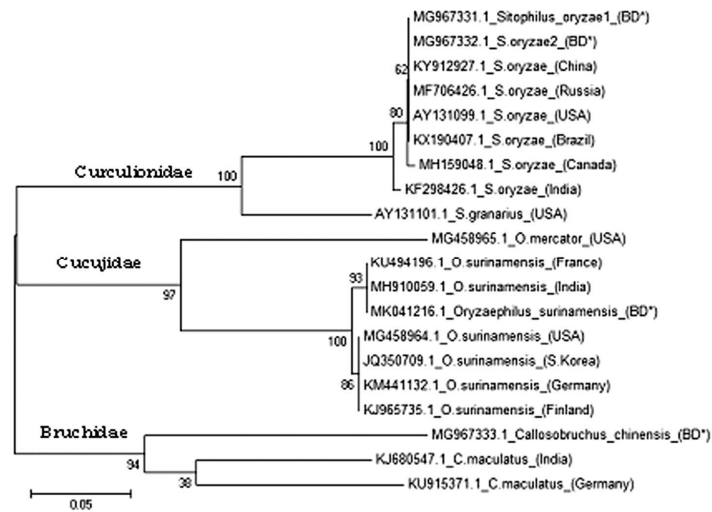 MG967331.1_Sitophilus_oryzae1_(BD*)
MG967332.1_S.oryzae2_(BD*)
KY912927.1_S.oryzae_(China)
62
MF706426.1_S.oryzae_(Russia)
80
AY131099.1_S.oryzae_(USA)
KX190407.1_S.oryzae_(Brazil)
100
MH159048.1_S.oryzae_(Canada)
Curculionidae
100
KF298426.1_S.oryzae_(India)
AY131101.1_S.granarius_(USA)
MG458965.1_O.mercator_(USA)
Cucujidae
KU494196.1_O.surinamensis_(France)
93
MH910059.1_O.surinamensis_(India)
97
MK041216.1_Oryzaephilus_surinamensis_(BD*)
MG458964.1_O.surinamensis_(USA)
100
JQ350709.1_O.surinamensis_(S.Korea)
86
KM441132.1_O.surinamensis_(Germany)
KJ965735.1_O.surinamensis_(Finland)
Bruchidae
MG967333.1_Callosobruchus_chinensis_(BD*)
94
KJ680547.1_C.maculatus_(India)
38
KU915371.1_C.maculatus_(Germany)
0.05